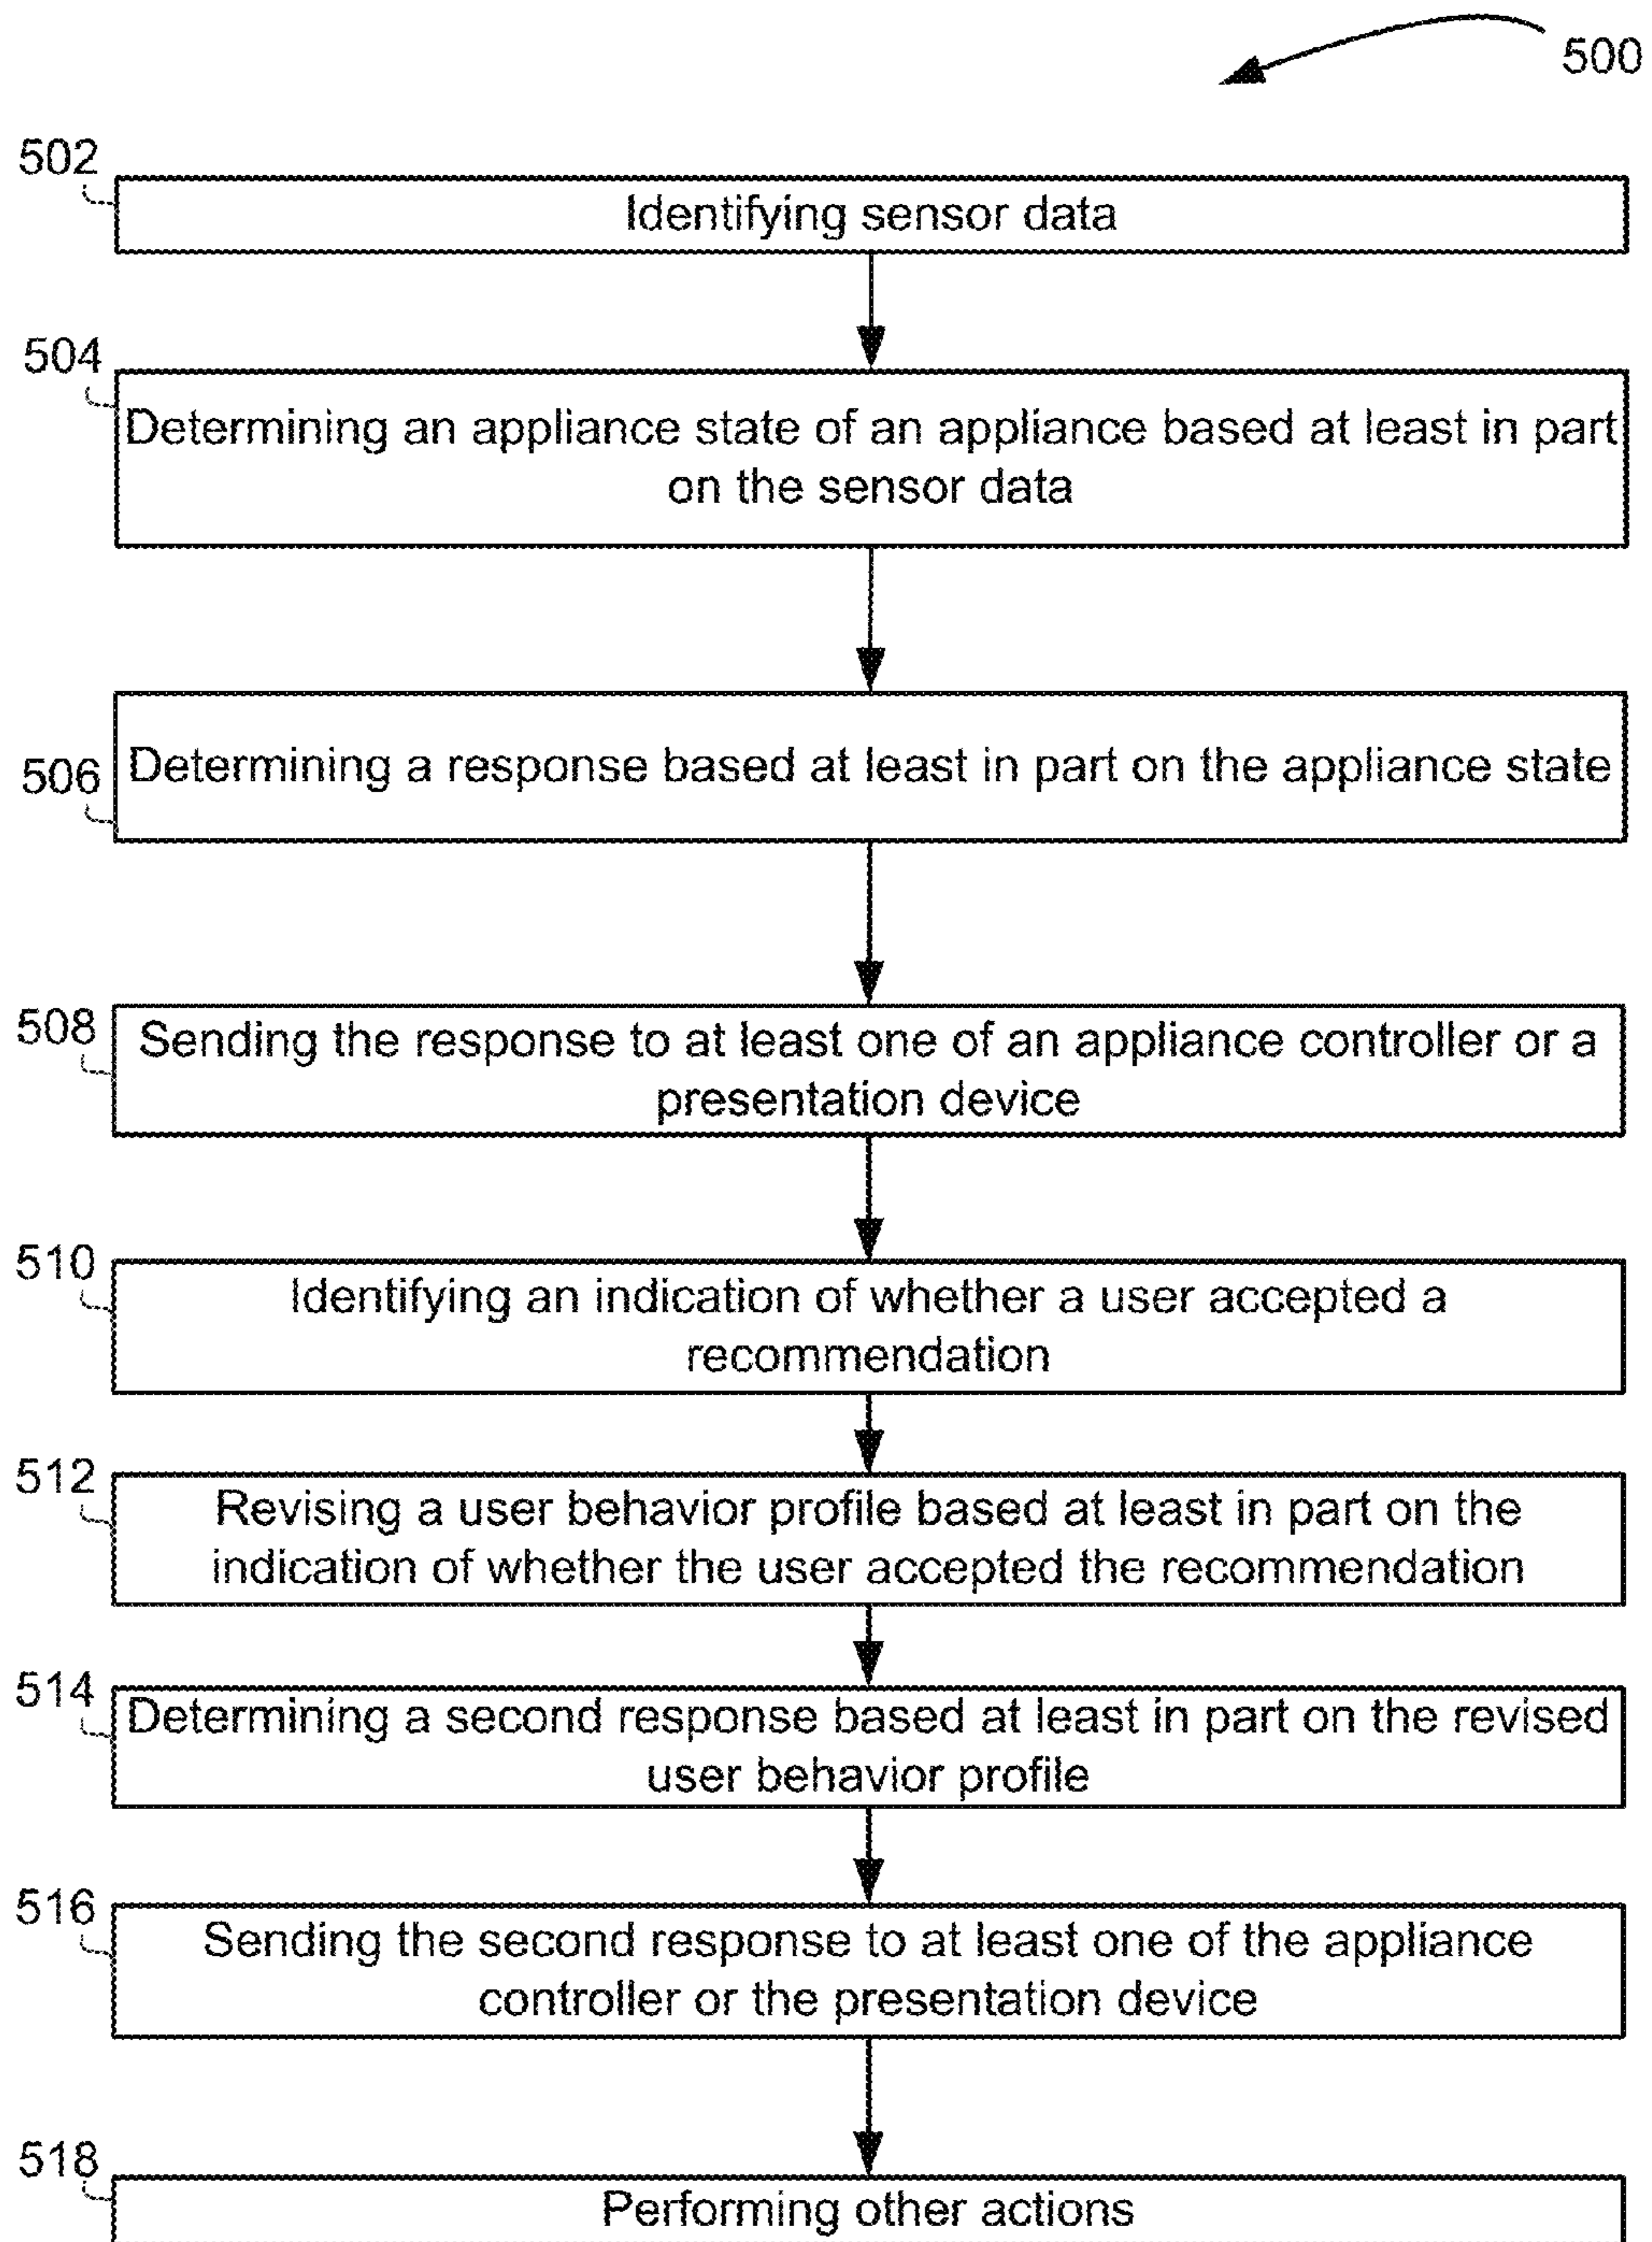 500
502
Identifying sensor data
504
Determining an appliance state of an appliance based at least in part
on the sensor data
506
Determining a response based at least in part on the appliance state
508
Sending the response to at least one of an appliance controller or a
presentation device
510
Identifying an indication of whether a user accepted a
recommendation
512
Revising a user behavior profile based at least in part on the
indication of whether the user accepted the recommendation
514
Determining a second response based at least in part on the revised
user behavior profile
516
Sending the second response to at least one of the appliance
controller or the presentation device
518
Performing other actions